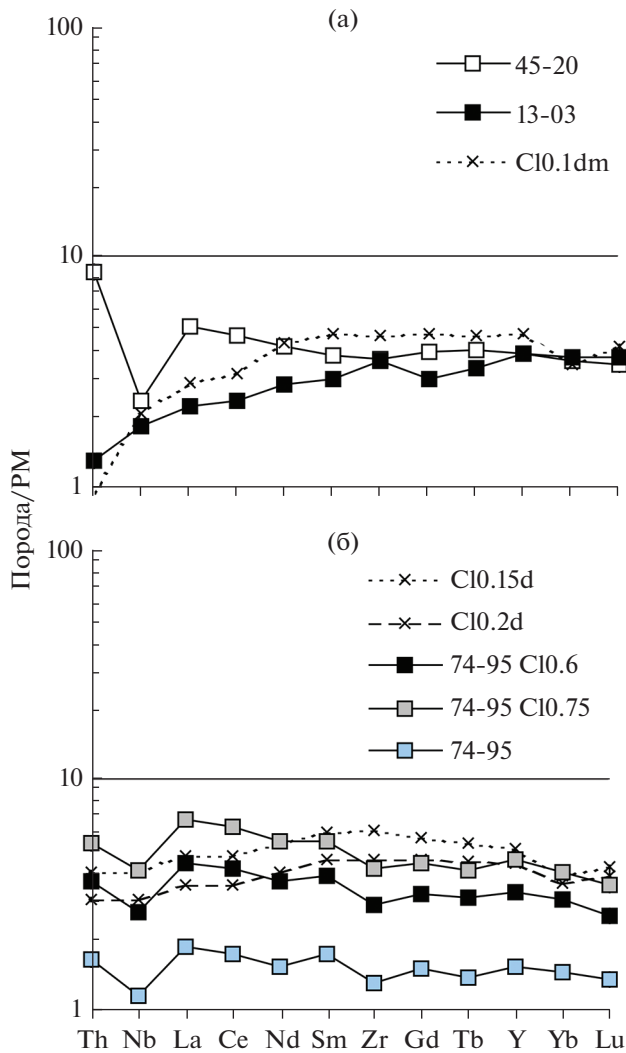 (а)
100
45-20
13-03
Cl0.1dm
10
1
Порода/PM
(б)
100
Cl0.15d
Cl0.2d
74-95 Cl0.6
74-95 Cl0.75
74-95
10
1
Th Nb La Ce Nd Sm Zr Gd Tb Y Yb Lu